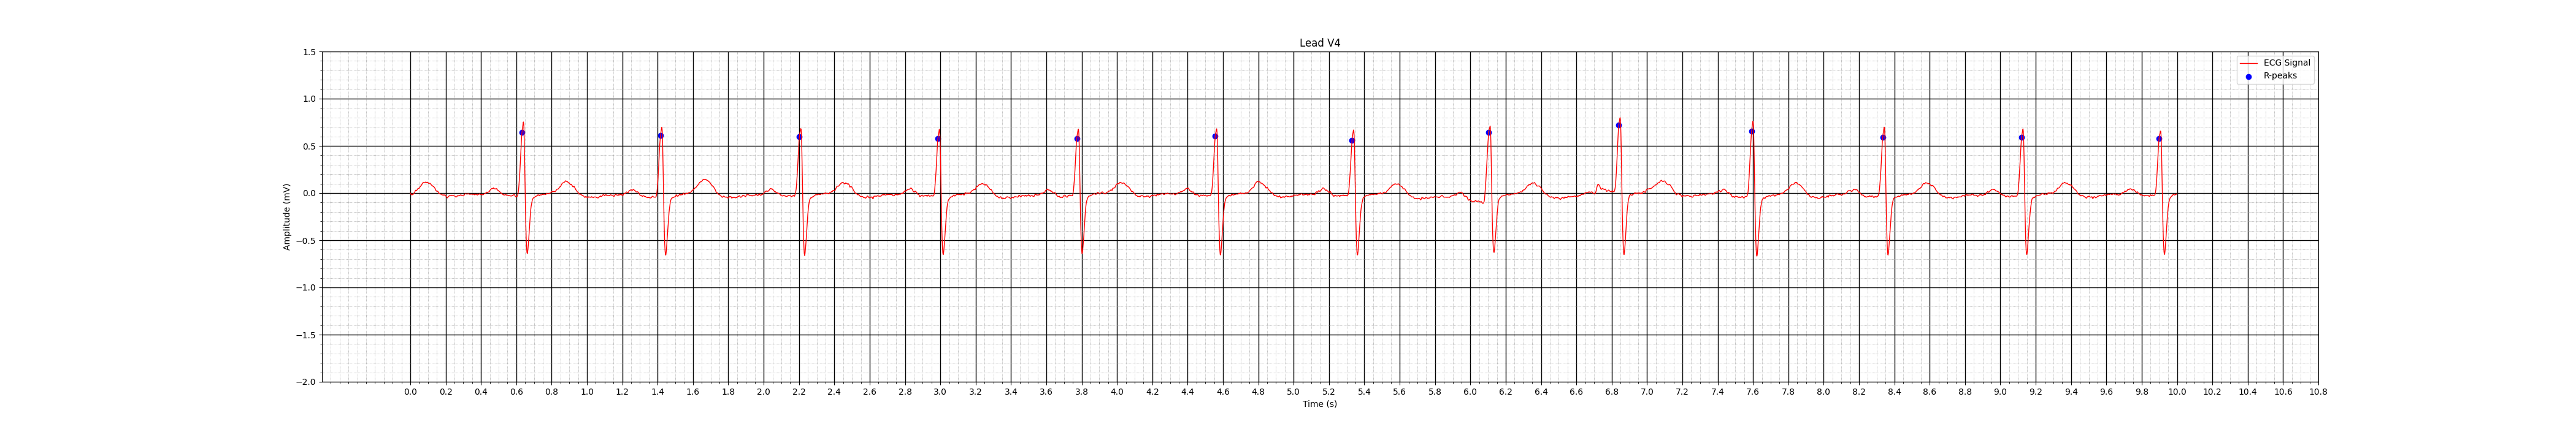 Lead V4
ECG Signal
R-peaks
1.5
1.0
0.5
0.0
−0.5
−1.0
−1.5
−2.0
Amplitude (mV)
0.0 0.2 0.4 0.6 0.8 1.0 1.2 1.4 1.6 1.8 2.0 2.2 2.4 2.6 2.8 3.0 3.2 3.4 3.6 3.8 4.0 4.2 4.4 4.6 4.8 5.0 5.2 5.4 5.6 5.8 6.0 6.2 6.4 6.6 6.8 7.0 7.2 7.4 7.6 7.8 8.0 8.2 8.4 8.6 8.8 9.0 9.2 9.4 9.6 9.8 10.0 10.2 10.4 10.6 10.8
Time (s)